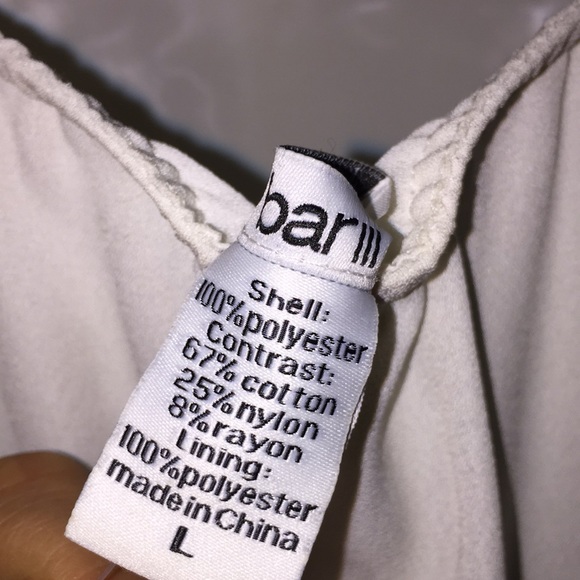 bar III
Shell:
100%polyester
Contrast:
67% cotton
25%nylon
8%rayon
Lining:
100%polyester
made in China
L